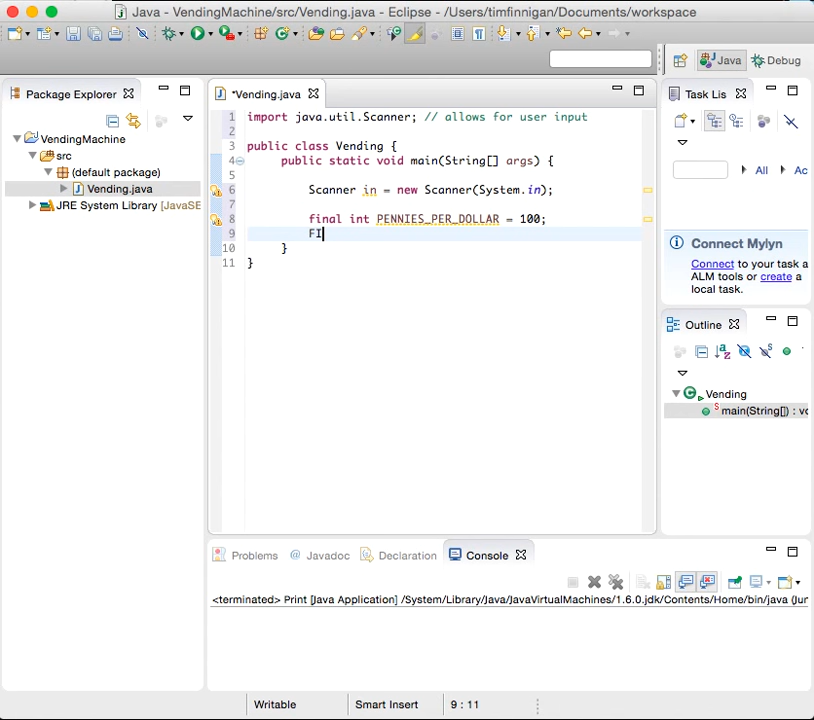 Java - VendingMachine/src/Vending.java - Eclipse - /Users/timfinnigan/Documents/workspace
Java
Debug
Package Explorer
VendingMachine
src
(default package)
Vending.java
JRE System Library [JavaSE
*Vending.java
1 import java.util.Scanner; // allows for user input
2
3 public class Vending {
4 public static void main(String[] args) {
5
6 Scanner in = new Scanner(System.in);
7
8 final int PENNIES_PER_DOLLAR = 100;
9 FI
10 }
11 }
Task Lis
All
Ac
Connect Mylyn
Connect to your task a
ALM tools or create a
local task.
Outline
Vending
main(String[]) : vo
Problems
Javadoc
Declaration
Console
<terminated> Print [Java Application] /System/Library/Java/JavaVirtualMachines/1.6.0.jdk/Contents/Home/bin/java (Jun
Writable
Smart Insert
9 : 11